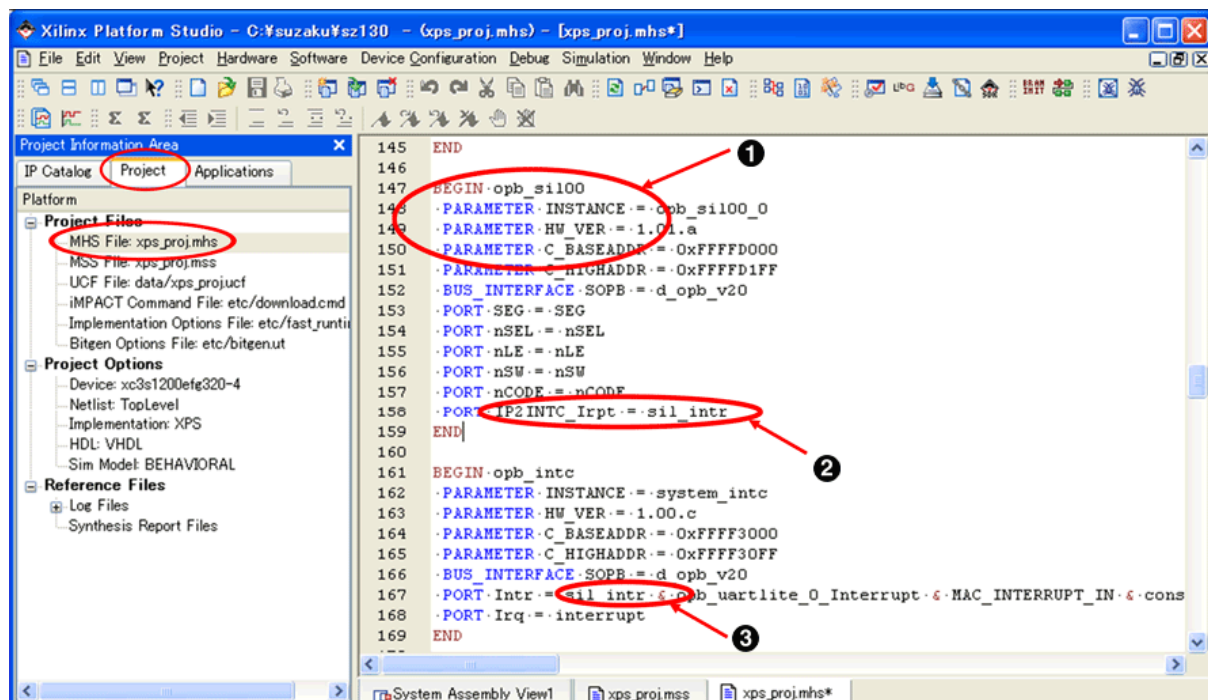 Xilinx Platform Studio - C:¥suzaku¥sz130 - (xps_proj.mhs) - [xps_proj.mhs*]
File Edit View Project Hardware Software Device Configuration Debug Simulation Window Help
Project Information Area
IP Catalog Project Applications
Platform
Project Files
MHS File: xps_proj.mhs
MSS File: xps_proj.mss
UCF File: data/xps_proj.ucf
iMPACT Command File: etc/download.cmd
Implementation Options File: etc/fast_runti
Bitgen Options File: etc/bitgen.ut
Project Options
Device: xc3s1200efg320-4
Netlist: TopLevel
Implementation: XPS
HDL: VHDL
Sim Model: BEHAVIORAL
Reference Files
Log Files
Synthesis Report Files
145 END
146
147 BEGIN·opb_sil00
148 ·PARAMETER·INSTANCE·=·opb_sil00_0
149 ·PARAMETER·HW_VER·=·1.01.a
150 ·PARAMETER·C_BASEADDR·=·0xFFFFD000
151 ·PARAMETER·C_HIGHADDR·=·0xFFFFD1FF
152 ·BUS_INTERFACE·SOPB·=·d_opb_v20
153 ·PORT·SEG·=·SEG
154 ·PORT·nSEL·=·nSEL
155 ·PORT·nLE·=·nLE
156 ·PORT·nSW·=·nSW
157 ·PORT·nCODE·=·nCODE
158 ·PORT·IP2INTC_Irpt·=·sil_intr
159 END
160
161 BEGIN·opb_intc
162 ·PARAMETER·INSTANCE·=·system_intc
163 ·PARAMETER·HW_VER·=·1.00.c
164 ·PARAMETER·C_BASEADDR·=·0xFFFF3000
165 ·PARAMETER·C_HIGHADDR·=·0xFFFF30FF
166 ·BUS_INTERFACE·SOPB·=·d_opb_v20
167 ·PORT·Intr·=·sil_intr·&·opb_uartlite_0_Interrupt·&·MAC_INTERRUPT_IN·&·cons
168 ·PORT·Irq·=·interrupt
169 END
❶
❷
❸
System Assembly View1 xps_proj.mss xps_proj.mhs*